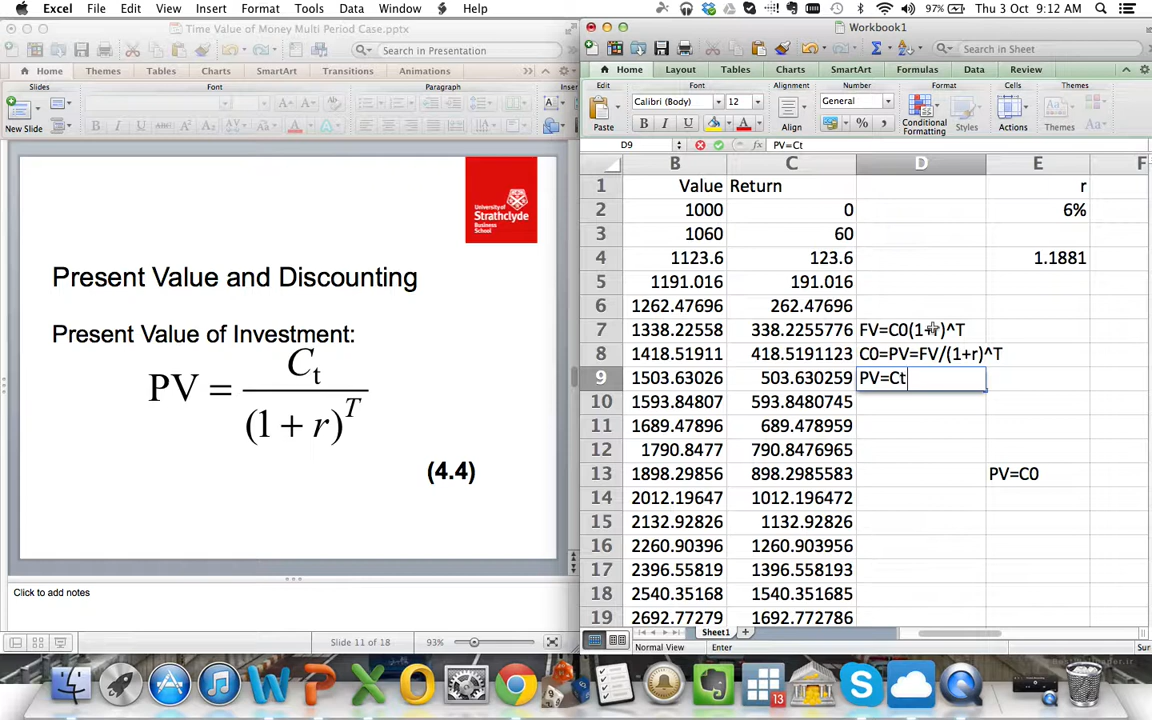 Excel File Edit View Insert Format Tools Data Window Help
97% Thu 3 Oct 9:12 AM
Time Value of Money Multi Period Case.pptx
Search in Presentation
Home Themes Tables Charts SmartArt Transitions Animations
Slides Font Paragraph Insert
New Slide
B I U
University of
Strathclyde
Business
School
Present Value and Discounting
Present Value of Investment:
PV = Ct / (1 + r)^T
(4.4)
Click to add notes
Slide 11 of 18 93%
Workbook1
Search in Sheet
Home Layout Tables Charts SmartArt Formulas Data Review
Edit Font Alignment Number Format Cells Themes
Paste Calibri (Body) 12 B I U Align General % Conditional Formatting Styles Actions Themes
D9 fx PV=Ct
B C D E F
1 Value Return r
2 1000 0 6%
3 1060 60
4 1123.6 123.6 1.1881
5 1191.016 191.016
6 1262.47696 262.47696
7 1338.22558 338.2255776 FV=C0(1+r)^T
8 1418.51911 418.5191123 C0=PV=FV/(1+r)^T
9 1503.63026 503.630259 PV=Ct
10 1593.84807 593.8480745
11 1689.47896 689.478959
12 1790.8477 790.8476965
13 1898.29856 898.2985583 PV=C0
14 2012.19647 1012.196472
15 2132.92826 1132.92826
16 2260.90396 1260.903956
17 2396.55819 1396.558193
18 2540.35168 1540.351685
19 2692.77279 1692.772786
Sheet1
Normal View Enter
13